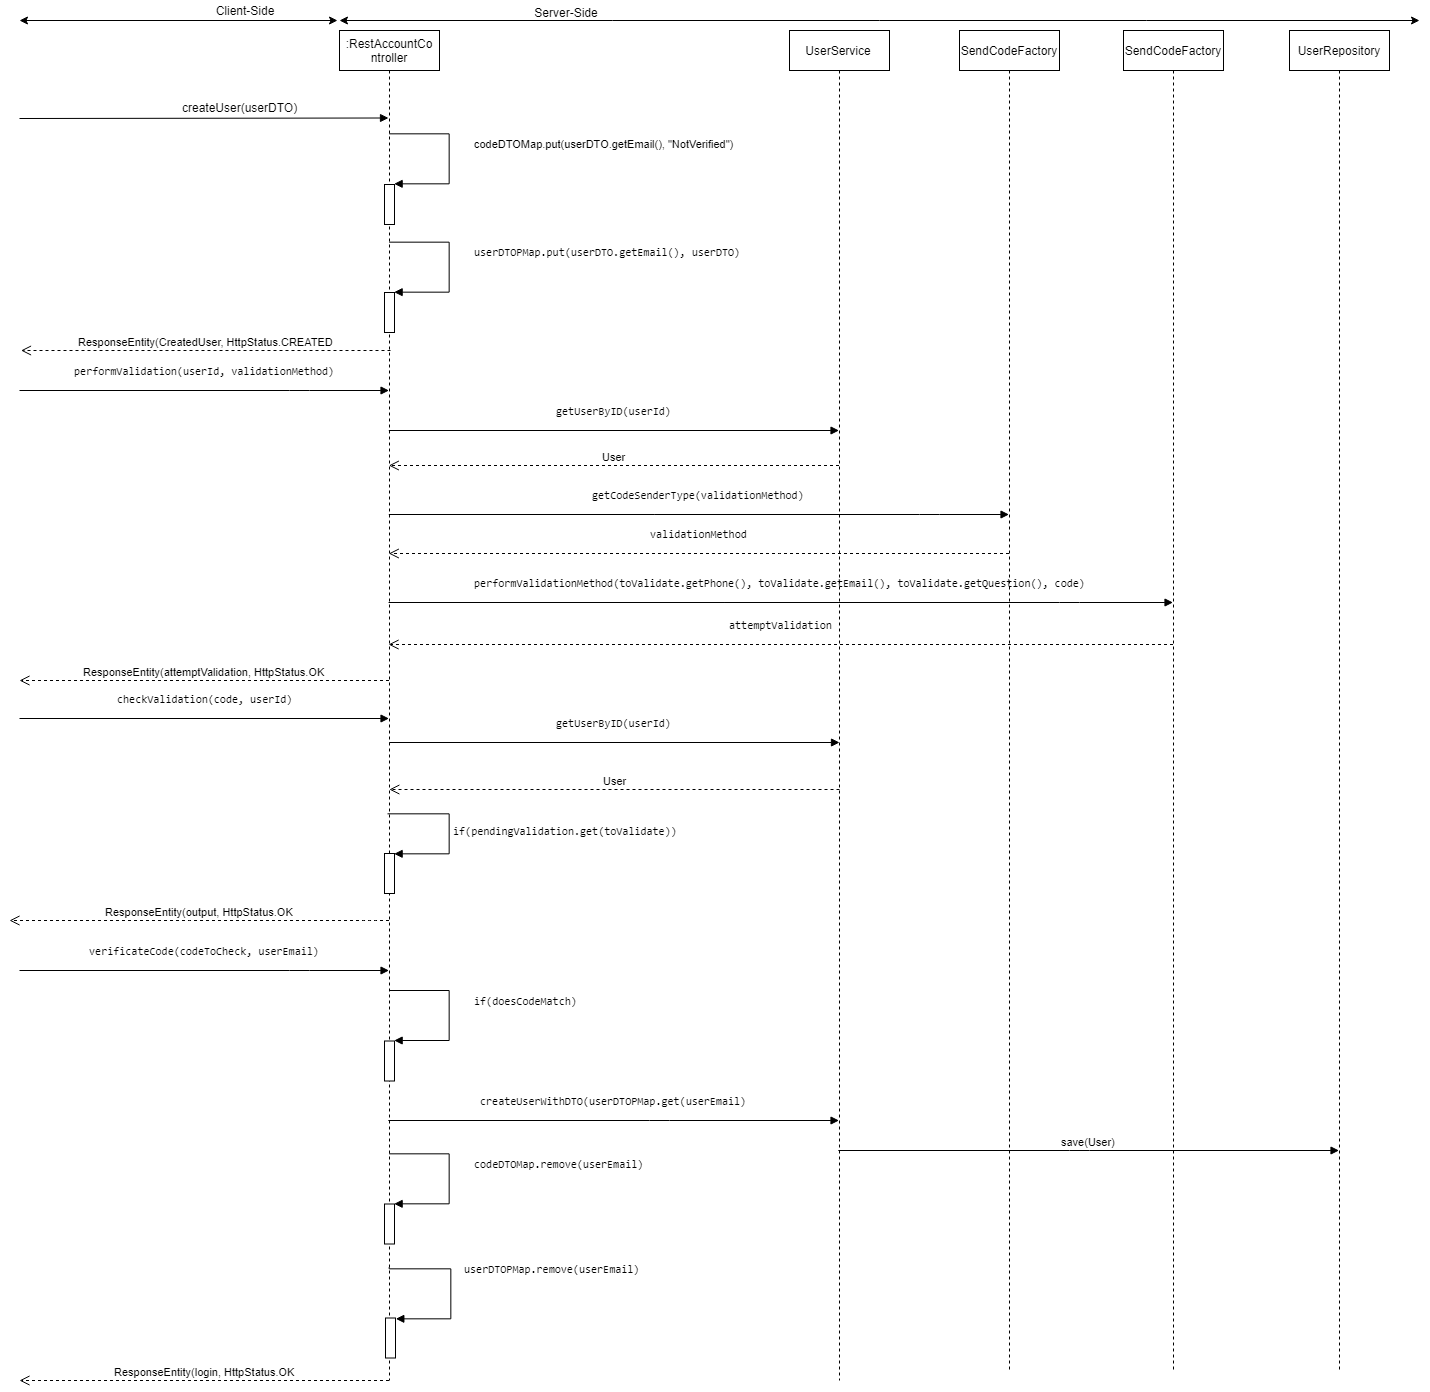 Client-Side
Server-Side
:RestAccountCo
ntroller
UserService
SendCodeFactory
SendCodeFactory
UserRepository
createUser(userDTO)
codeDTOMap.put(userDTO.getEmail(), "NotVerified")
userDTOPMap.put(userDTO.getEmail(), userDTO)
ResponseEntity(CreatedUser, HttpStatus.CREATED
performValidation(userId, validationMethod)
getUserByID(userId)
User
getCodeSenderType(validationMethod)
validationMethod
performValidationMethod(toValidate.getPhone(), toValidate.getEmail(), toValidate.getQuestion(), code)
attemptValidation
ResponseEntity(attemptValidation, HttpStatus.OK
checkValidation(code, userId)
getUserByID(userId)
User
if(pendingValidation.get(toValidate))
ResponseEntity(output, HttpStatus.OK
verificateCode(codeToCheck, userEmail)
if(doesCodeMatch)
createUserWithDTO(userDTOPMap.get(userEmail)
save(User)
codeDTOMap.remove(userEmail)
userDTOPMap.remove(userEmail)
ResponseEntity(login, HttpStatus.OK